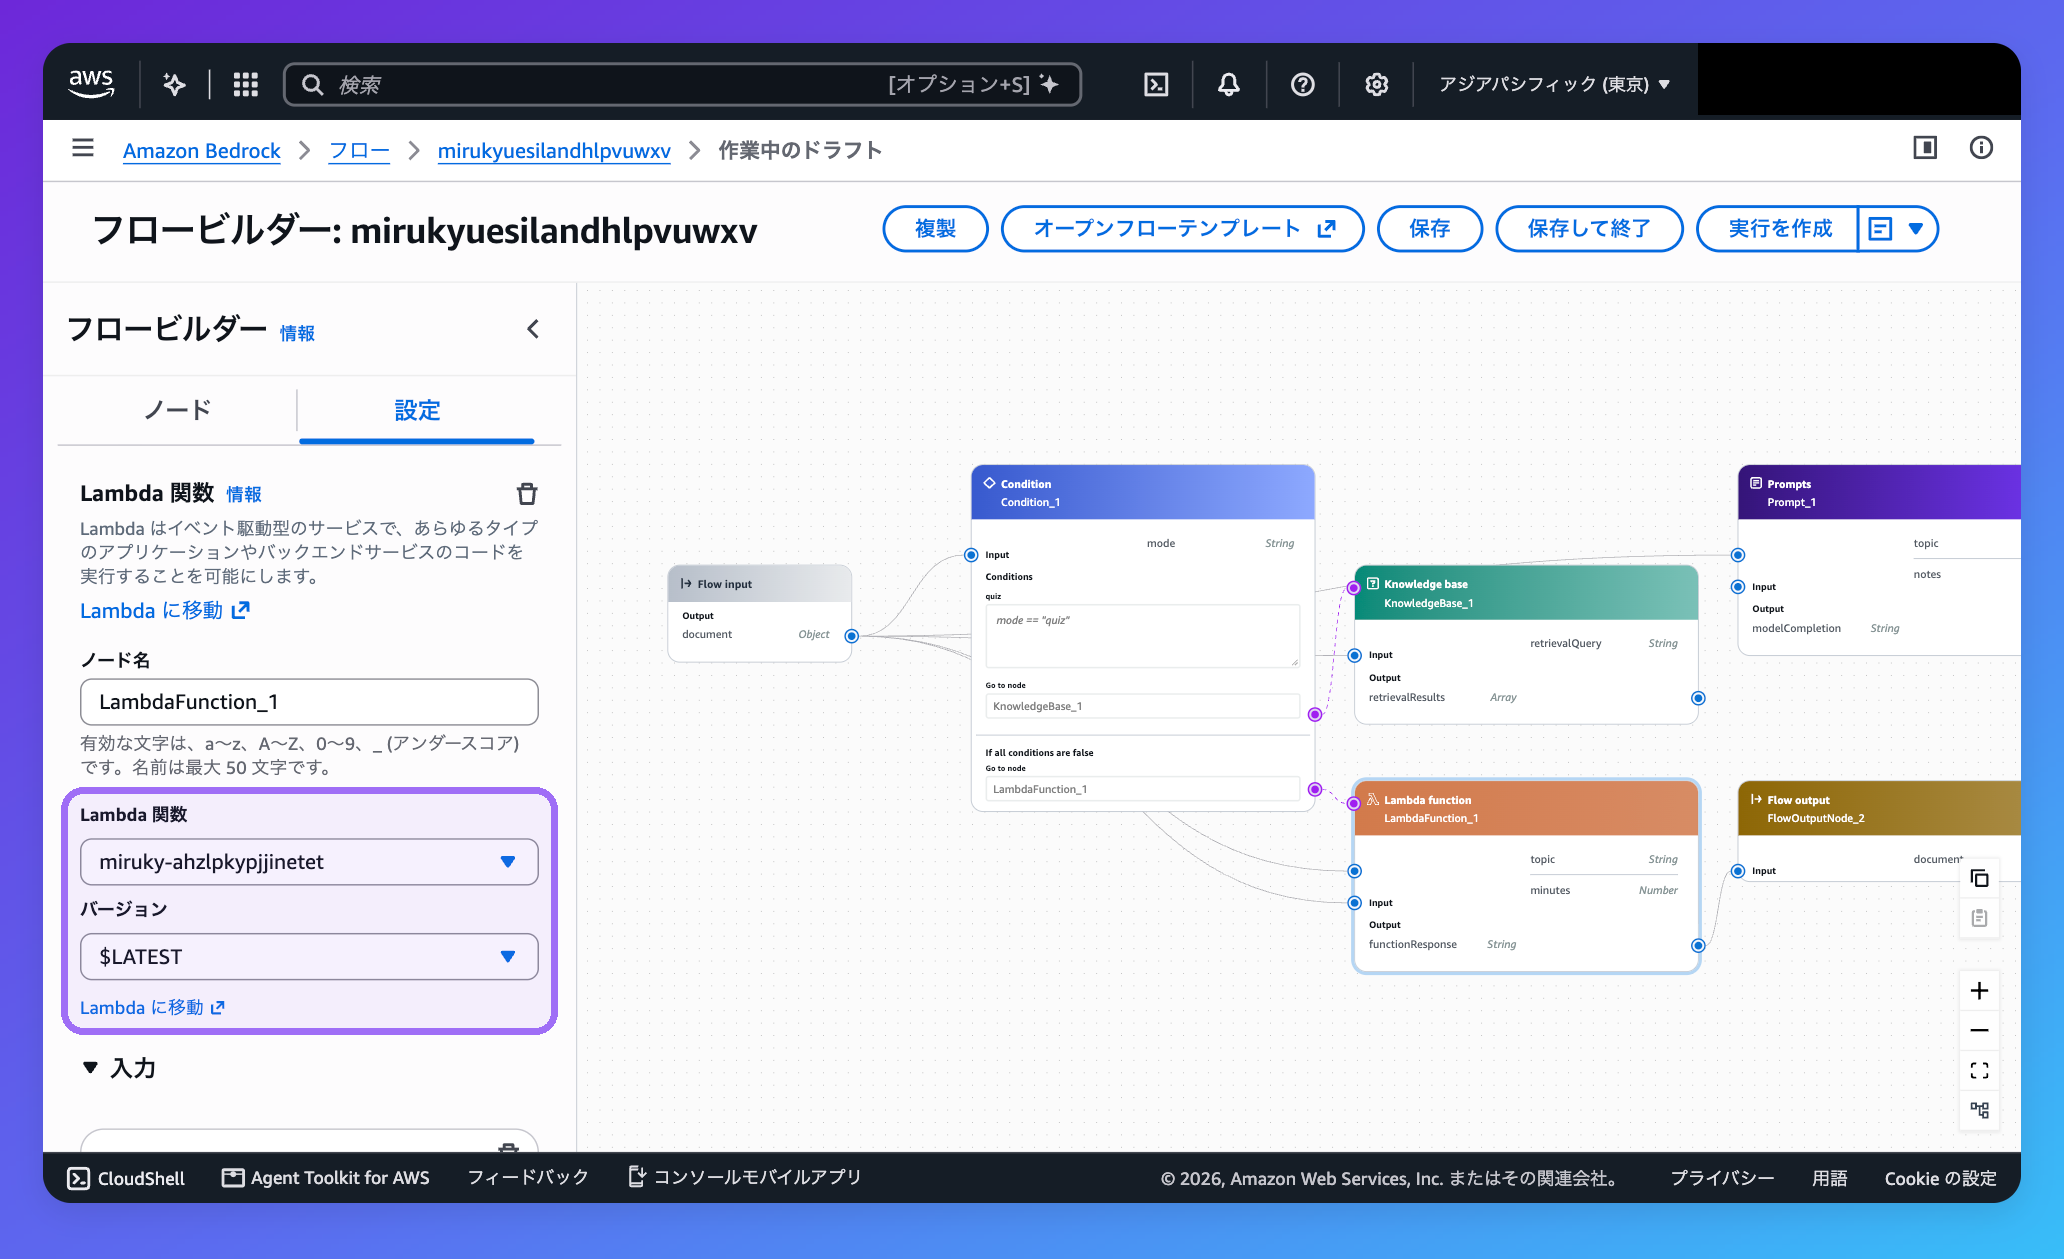 aws
検索
[オプション+S]
アジアパシフィック (東京)
Amazon Bedrock
フロー
mirukyuesilandhlpvuwxv
作業中のドラフト
フロービルダー: mirukyuesilandhlpvuwxv
複製
オープンフローテンプレート
保存
保存して終了
実行を作成
フロービルダー 情報
ノード
設定
Lambda 関数 情報
Lambda はイベント駆動型のサービスで、あらゆるタイプ
のアプリケーションやバックエンドサービスのコードを
実行することを可能にします。
Lambda に移動
ノード名
LambdaFunction_1
有効な文字は、a～z、A～Z、0～9、_ (アンダースコア)
です。名前は最大 50 文字です。
Lambda 関数
miruky-ahzlpkypjjinetet
バージョン
$LATEST
Lambda に移動
入力
Flow input
Output
document Object
Condition
Condition_1
mode String
Input
Conditions
quiz
mode == "quiz"
Go to node
KnowledgeBase_1
If all conditions are false
Go to node
LambdaFunction_1
Knowledge base
KnowledgeBase_1
retrievalQuery String
Input
Output
retrievalResults Array
Lambda function
LambdaFunction_1
topic String
minutes Number
Input
Output
functionResponse String
Prompts
Prompt_1
topic
notes
Input
Output
modelCompletion String
Flow output
FlowOutputNode_2
document
Input
CloudShell
Agent Toolkit for AWS
フィードバック
コンソールモバイルアプリ
© 2026, Amazon Web Services, Inc. またはその関連会社。
プライバシー
用語
Cookie の設定